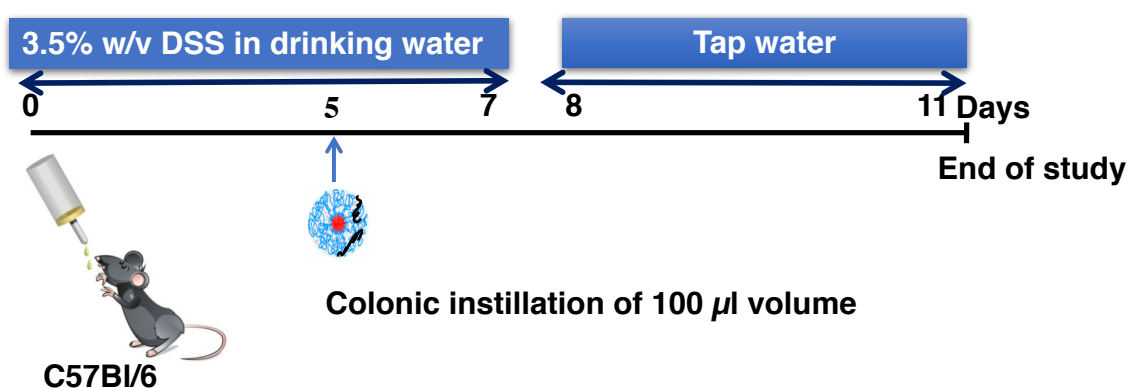 3.5% w/v DSS in drinking water
Tap water
0
5
7
8
11 Days
End of study
Colonic instillation of 100 µl volume
C57Bl/6